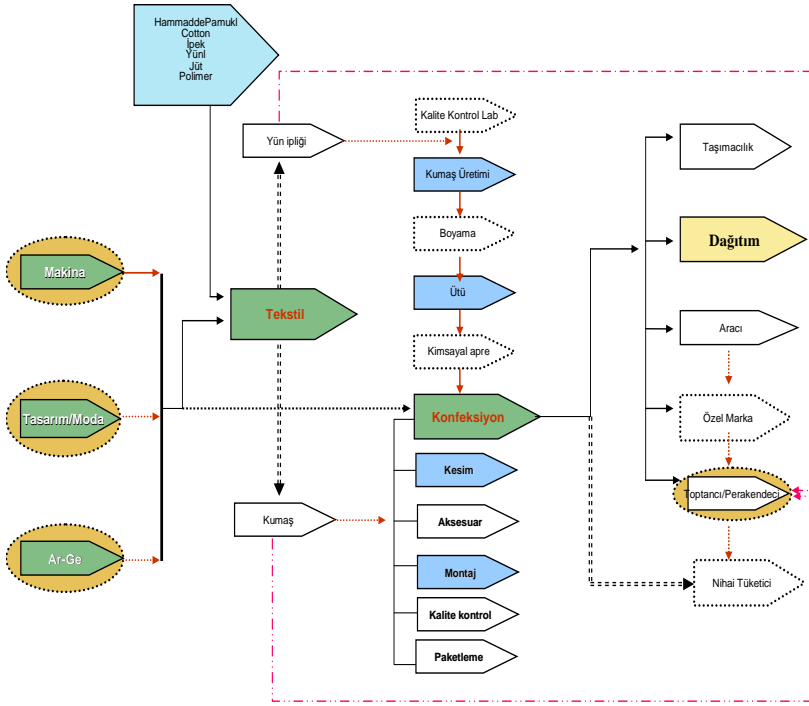 HammaddePamukl
Cotton
İpek
Yünl
Jüt
Polimer
Yün ipliği
Kalite Kontrol Lab
Taşımacılık
Kumaş Üretimi
Boyama
Dağıtım
Makina
Ütü
Tekstil
Aracı
Kimsayal apre
Tasarım/Moda
Konfeksiyon
Özel Marka
Kesim
Toptancı/Perakendeci
Kumaş
Aksesuar
Ar-Ge
Montaj
Nihai Tüketici
Kalite kontrol
Paketleme